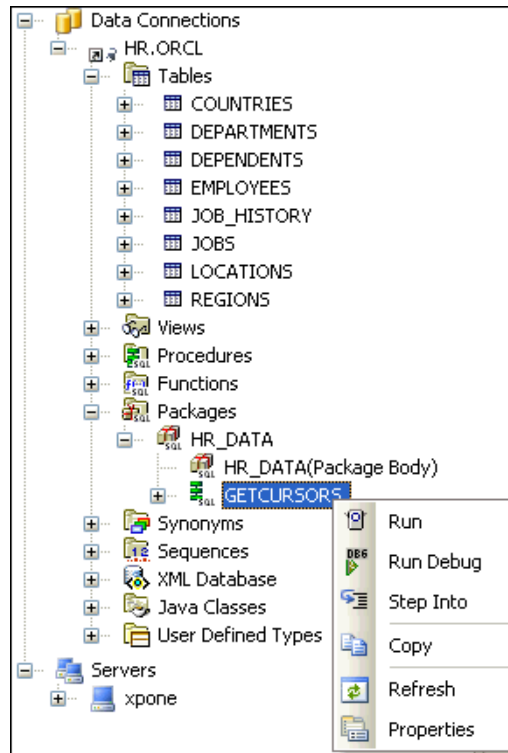 Data Connections
HR.ORCL
Tables
COUNTRIES
DEPARTMENTS
DEPENDENTS
EMPLOYEES
JOB_HISTORY
JOBS
LOCATIONS
REGIONS
Views
Procedures
Functions
Packages
HR_DATA
HR_DATA(Package Body)
GETCURSORS
Synonyms
Sequences
XML Database
Java Classes
User Defined Types
Servers
xpone
Run
DBG Run Debug
Step Into
Copy
Refresh
Properties